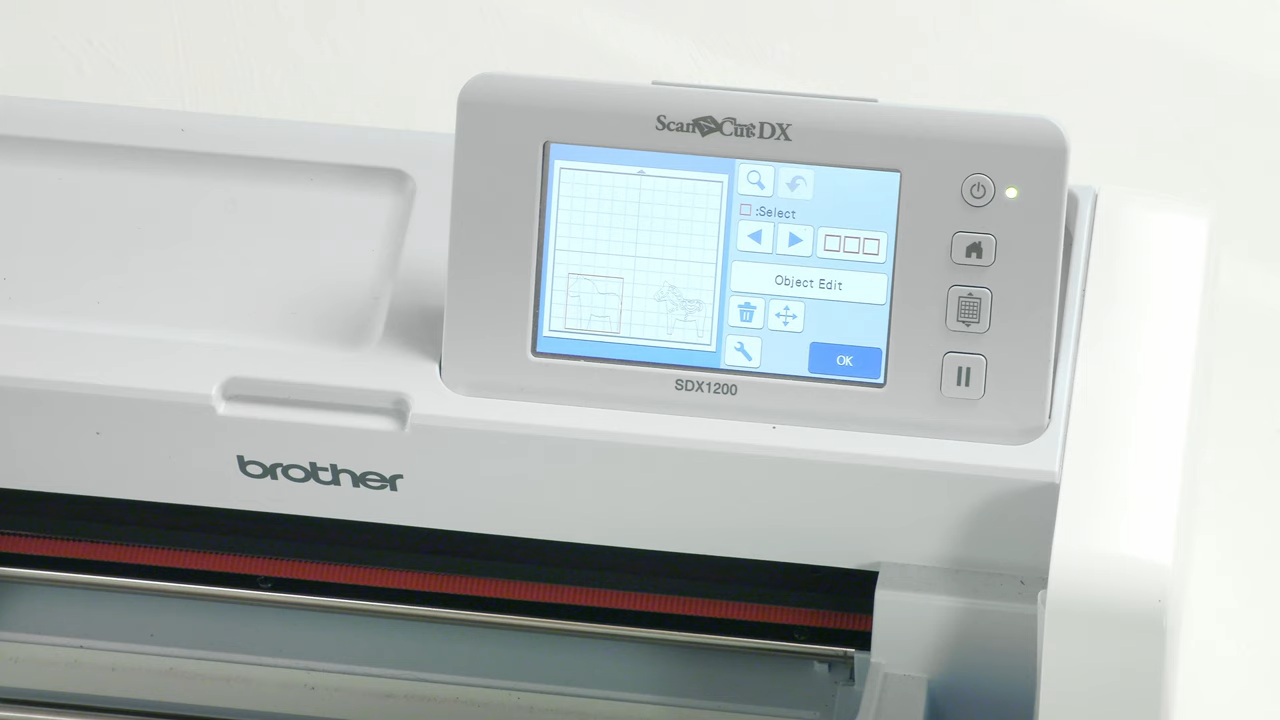 ScanNCut DX
:Select
Object Edit
OK
SDX1200
brother